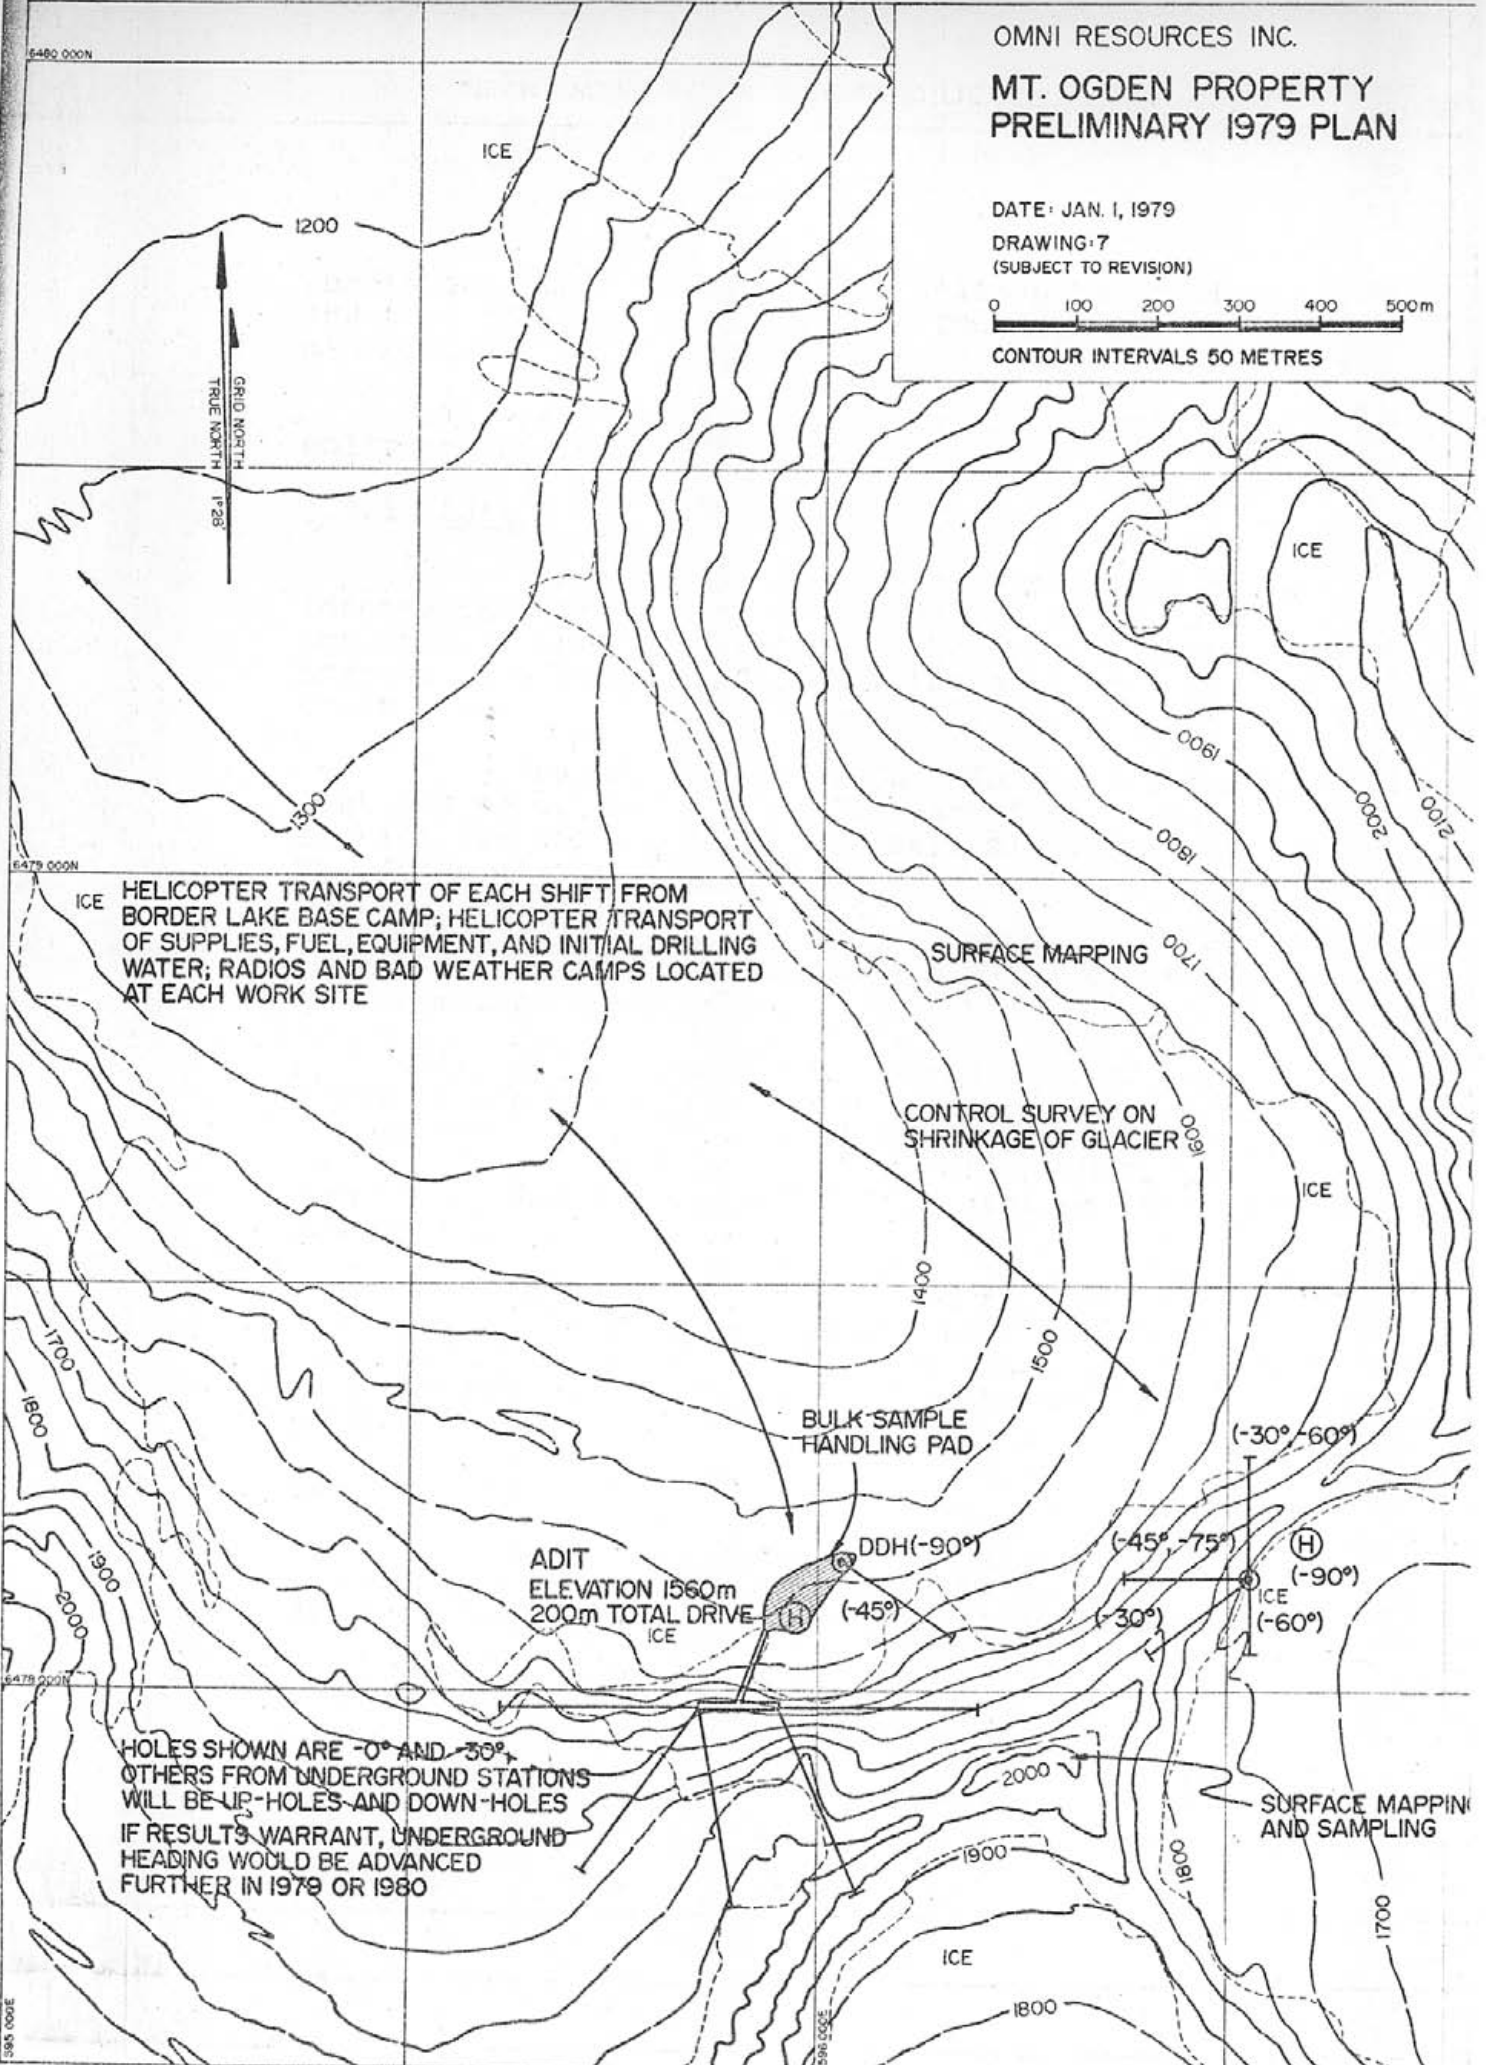 OMNI RESOURCES INC.
MT. OGDEN PROPERTY
PRELIMINARY 1979 PLAN
DATE: JAN. 1, 1979
DRAWING: 7
(SUBJECT TO REVISION)
0 100 200 300 400 500m
CONTOUR INTERVALS 50 METRES
6480 000N
ICE
1200
GRID NORTH
TRUE NORTH 1°28'
ICE
1900
2000
2100
1300
1800
6479 000N
ICE
HELICOPTER TRANSPORT OF EACH SHIFT FROM
BORDER LAKE BASE CAMP; HELICOPTER TRANSPORT
OF SUPPLIES, FUEL, EQUIPMENT, AND INITIAL DRILLING
WATER; RADIOS AND BAD WEATHER CAMPS LOCATED
AT EACH WORK SITE
SURFACE MAPPING
1700
CONTROL SURVEY ON
SHRINKAGE OF GLACIER
1600
ICE
1400
1500
1700
1800
BULK SAMPLE
HANDLING PAD
(-30°,-60°)
DDH(-90°)
(-45°,-75°)
H
(-90°)
ADIT
ELEVATION 1560m
200m TOTAL DRIVE
ICE
H
(-45°)
(-30°)
ICE
(-60°)
1900
2000
6478 000N
HOLES SHOWN ARE -0° AND -30°,
OTHERS FROM UNDERGROUND STATIONS
WILL BE UP-HOLES AND DOWN-HOLES
IF RESULTS WARRANT, UNDERGROUND
HEADING WOULD BE ADVANCED
FURTHER IN 1979 OR 1980
2000
SURFACE MAPPING
AND SAMPLING
1900
1800
1700
ICE
1800
595 000E
596 000E